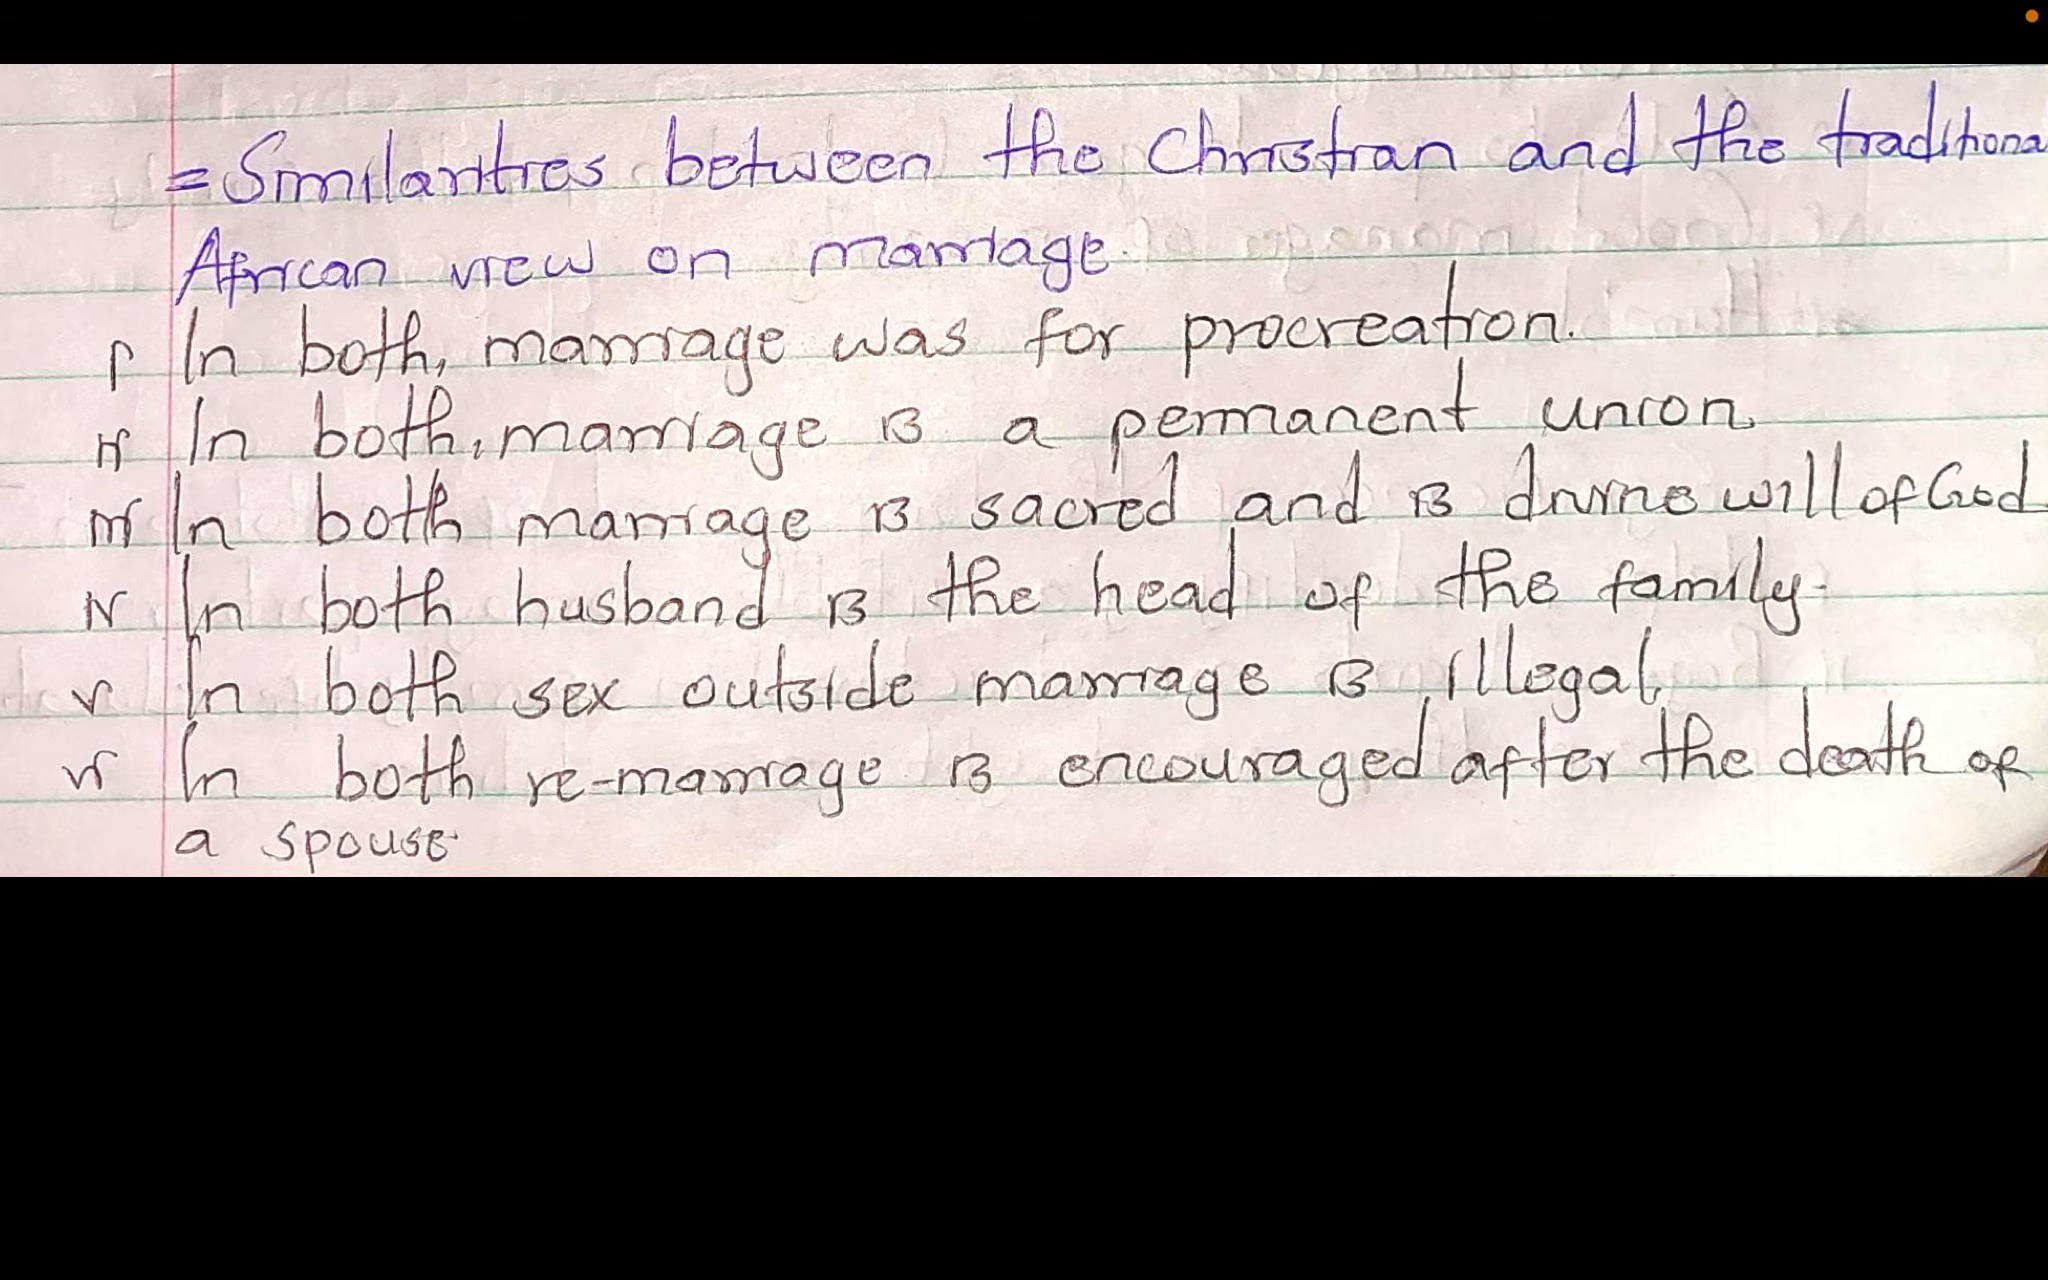 = Similarities between the Christian and the traditional
African view on marriage.
i In both, marriage was for procreation.
ii In both, marriage is a permanent union.
iii In both marriage is sacred and is divine will of God
iv In both husband is the head of the family.
v In both sex outside marriage is illegal.
vi In both re-marriage is encouraged after the death of
a spouse.